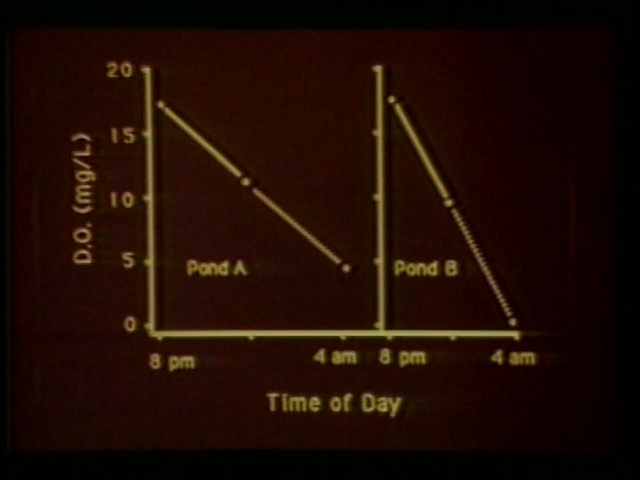 20
15
10
5
0
D.O. (mg/L)
Pond A
Pond B
8 pm
4 am
8 pm
4 am
Time of Day